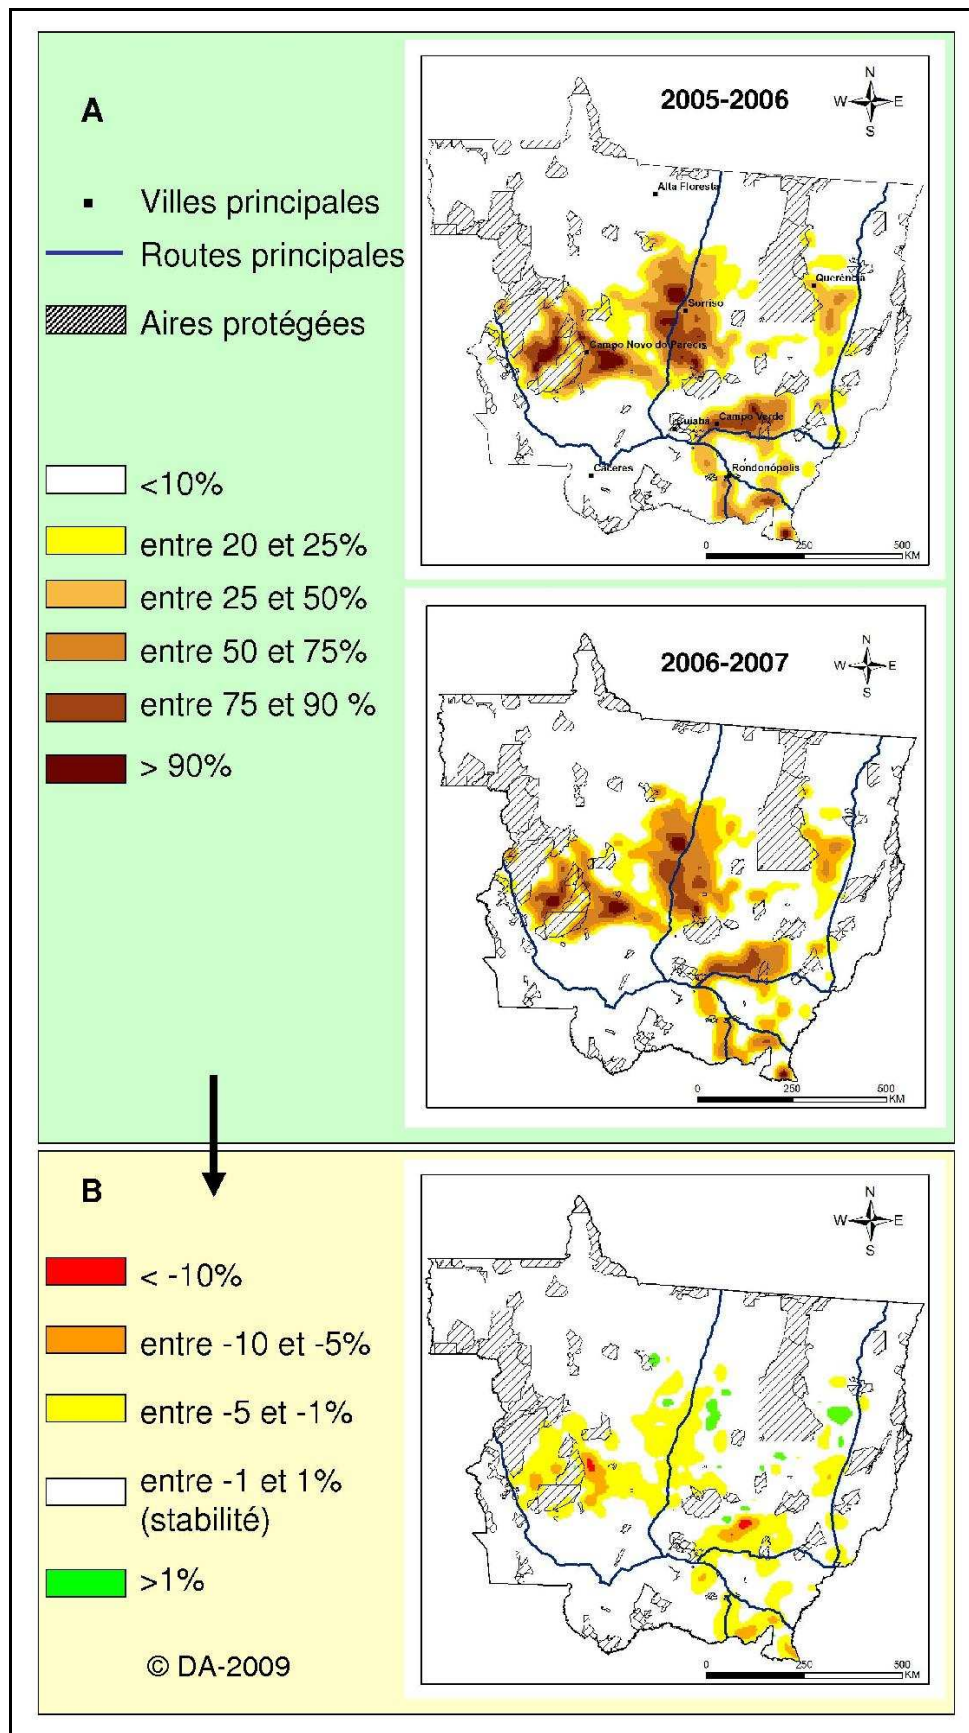 A
Villes principales
Routes principales
Aires protégées
<10%
entre 20 et 25%
entre 25 et 50%
entre 50 et 75%
entre 75 et 90 %
> 90%
2005-2006
N
W E
S
Alta Floresta
Querência
Sorriso
Campo Novo do Parecis
Campo Verde
Cuiabá
Rondonópolis
Cáceres
0 250 500
KM
2006-2007
N
W E
S
0 250 500
KM
B
< -10%
entre -10 et -5%
entre -5 et -1%
entre -1 et 1%
(stabilité)
>1%
© DA-2009
N
W E
S
0 250 500
KM